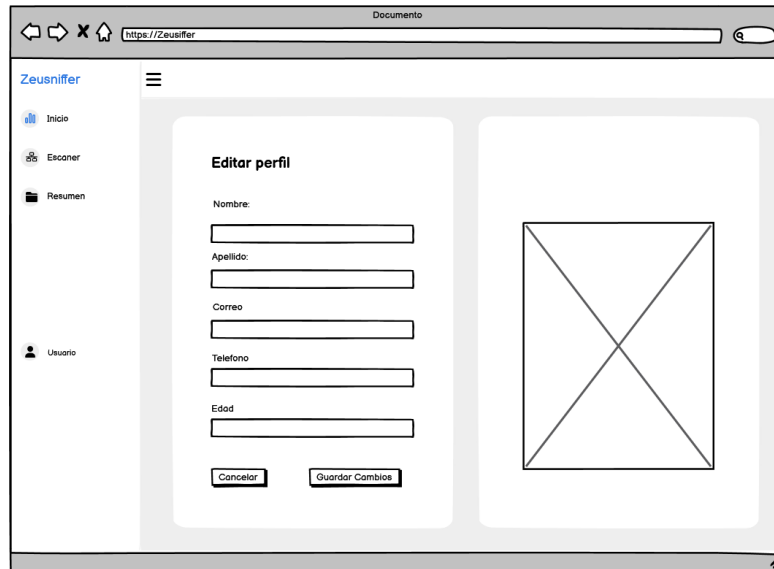 Documento
https://Zeusiffer
Zeusniffer
Inicio
Escaner
Resumen
Usuario
Editar perfil
Nombre:
Apellido:
Correo
Telefono
Edad
Cancelar
Guardar Cambios